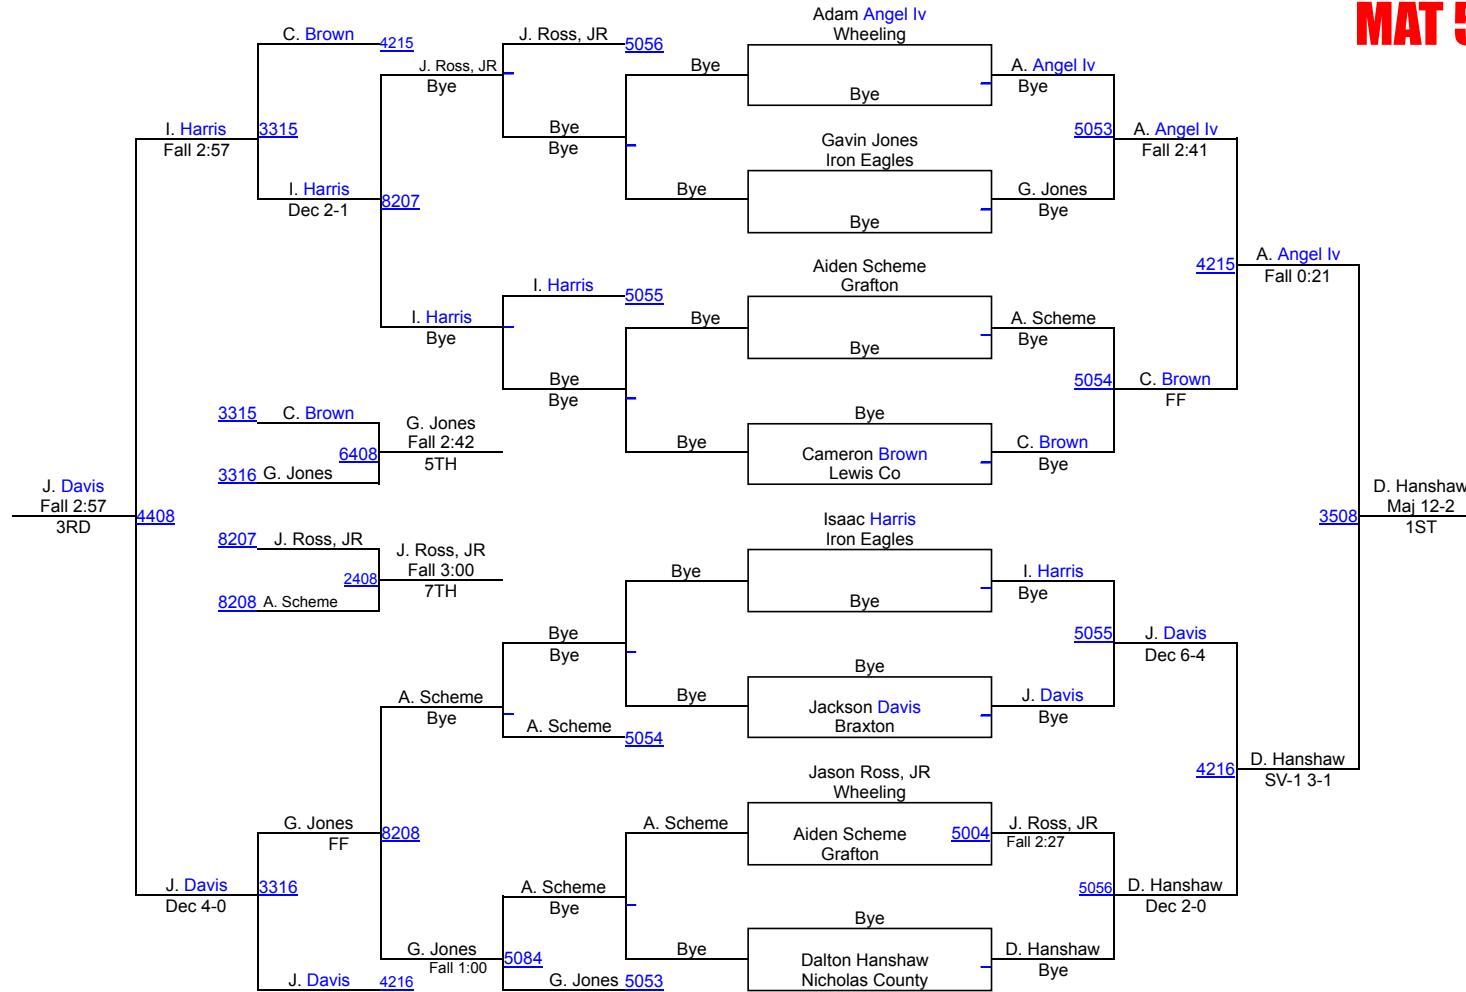 MAT 5
C. Brown
4215
J. Ross, JR
5056
Adam Angel Iv
Wheeling
J. Ross, JR
Bye
Bye
Bye
A. Angel Iv
Bye
I. Harris
3315
Fall 2:57
Bye
Bye
Gavin Jones
Iron Eagles
5053
A. Angel Iv
Fall 2:41
I. Harris
Dec 2-1
8207
Bye
Bye
G. Jones
Bye
Aiden Scheme
Grafton
4215
A. Angel Iv
Fall 0:21
I. Harris
5055
I. Harris
Bye
Bye
Bye
A. Scheme
Bye
Bye
Bye
5054
C. Brown
FF
3315
C. Brown
G. Jones
Fall 2:42
5TH
6408
3316
G. Jones
Bye
Bye
Cameron Brown
Lewis Co
C. Brown
Bye
J. Davis
Fall 2:57
3RD
4408
3508
D. Hanshaw
Maj 12-2
1ST
8207
J. Ross, JR
J. Ross, JR
Fall 3:00
7TH
2408
8208
A. Scheme
Isaac Harris
Iron Eagles
Bye
Bye
I. Harris
Bye
Bye
Bye
5055
J. Davis
Dec 6-4
A. Scheme
Bye
A. Scheme
5054
Bye
Bye
Jackson Davis
Braxton
J. Davis
Bye
4216
D. Hanshaw
SV-1 3-1
Jason Ross, JR
Wheeling
G. Jones
FF
8208
A. Scheme
Aiden Scheme
Grafton
5004
J. Ross, JR
Fall 2:27
J. Davis
3316
Dec 4-0
A. Scheme
Bye
5056
D. Hanshaw
Dec 2-0
G. Jones
Fall 1:00
5084
Bye
Bye
Dalton Hanshaw
Nicholas County
D. Hanshaw
Bye
J. Davis
4216
G. Jones
5053